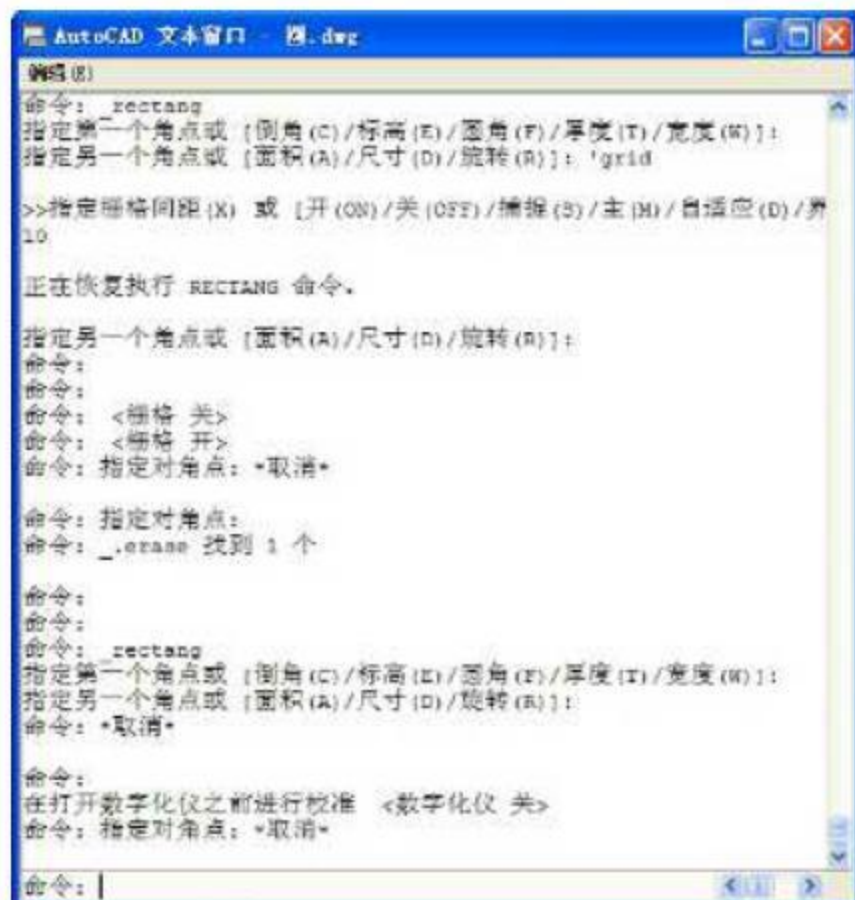 AutoCAD 文本窗口 - 图.dwg
编辑(E)
命令: _rectang
指定第一个角点或 [倒角(C)/标高(E)/圆角(F)/厚度(T)/宽度(W)]:
指定另一个角点或 [面积(A)/尺寸(D)/旋转(R)]: 'grid
>>指定栅格间距(X) 或 [开(ON)/关(OFF)/捕捉(S)/主(M)/自适应(D)/界
10
正在恢复执行 RECTANG 命令。
指定另一个角点或 [面积(A)/尺寸(D)/旋转(R)]:
命令:
命令:
命令: <栅格 关>
命令: <栅格 开>
命令: 指定对角点: *取消*
命令: 指定对角点:
命令: _.erase 找到 1 个
命令:
命令:
命令: _rectang
指定第一个角点或 [倒角(C)/标高(E)/圆角(F)/厚度(T)/宽度(W)]:
指定另一个角点或 [面积(A)/尺寸(D)/旋转(R)]:
命令: *取消*
命令:
在打开数字化仪之前进行校准 <数字化仪 关>
命令: 指定对角点: *取消*
命令: